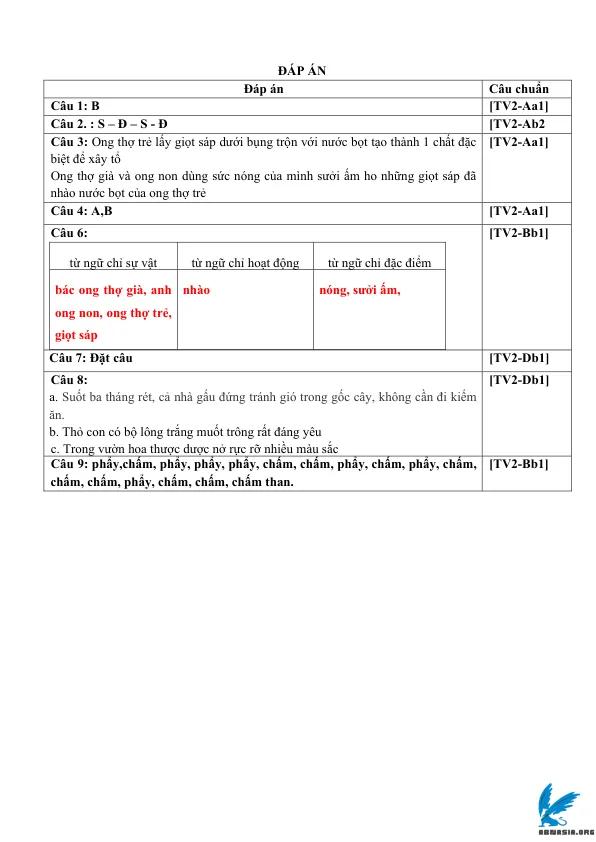 ĐÁP ÁN
Đáp án Câu chuẩn
Câu 1: B [TV2-Aa1]
Câu 2. : S – Đ – S - Đ [TV2-Ab2
Câu 3: Ong thợ trẻ lấy giọt sáp dưới bụng trộn với nước bọt tạo thành 1 chất đặc [TV2-Aa1]
biệt để xây tổ
Ong thợ già và ong non dùng sức nóng của mình sưởi ấm ho những giọt sáp đã
nhào nước bọt của ong thợ trẻ
Câu 4: A,B [TV2-Aa1]
Câu 6: [TV2-Bb1]
từ ngữ chỉ sự vật từ ngữ chỉ hoạt động từ ngữ chỉ đặc điểm
bác ong thợ già, anh nhào nóng, sưởi ấm,
ong non, ong thợ trẻ,
giọt sáp
Câu 7: Đặt câu [TV2-Db1]
Câu 8: [TV2-Db1]
a. Suốt ba tháng rét, cả nhà gấu đứng tránh gió trong gốc cây, không cần đi kiếm
ăn.
b. Thỏ con có bộ lông trắng muốt trông rất đáng yêu
c. Trong vườn hoa thược dược nở rực rỡ nhiều màu sắc
Câu 9: phẩy,chấm, phẩy, phẩy, phẩy, chấm, chấm, phẩy, chấm, phẩy, chấm, [TV2-Bb1]
chấm, chấm, phẩy, chấm, chấm, chấm than.
ABNASIA.ORG